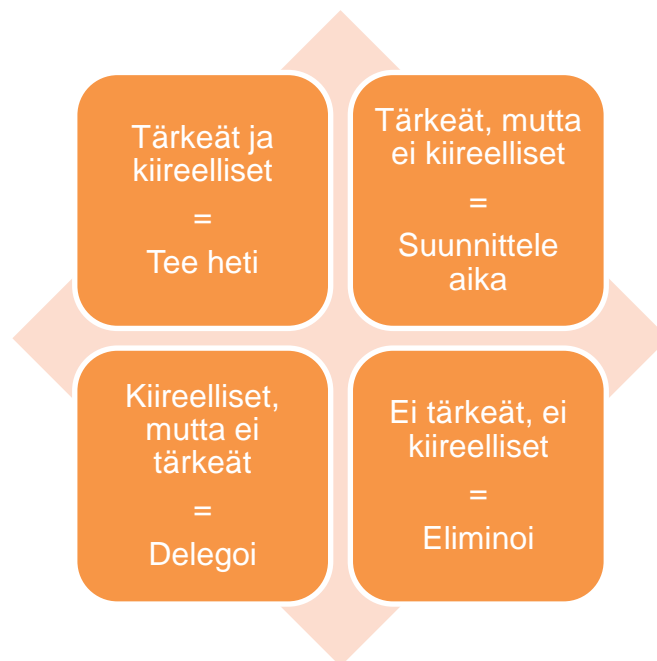 Tärkeät ja
kiireelliset
=
Tee heti
Tärkeät, mutta
ei kiireelliset
=
Suunnittele
aika
Kiireelliset,
mutta ei
tärkeät
=
Delegoi
Ei tärkeät, ei
kiireelliset
=
Eliminoi